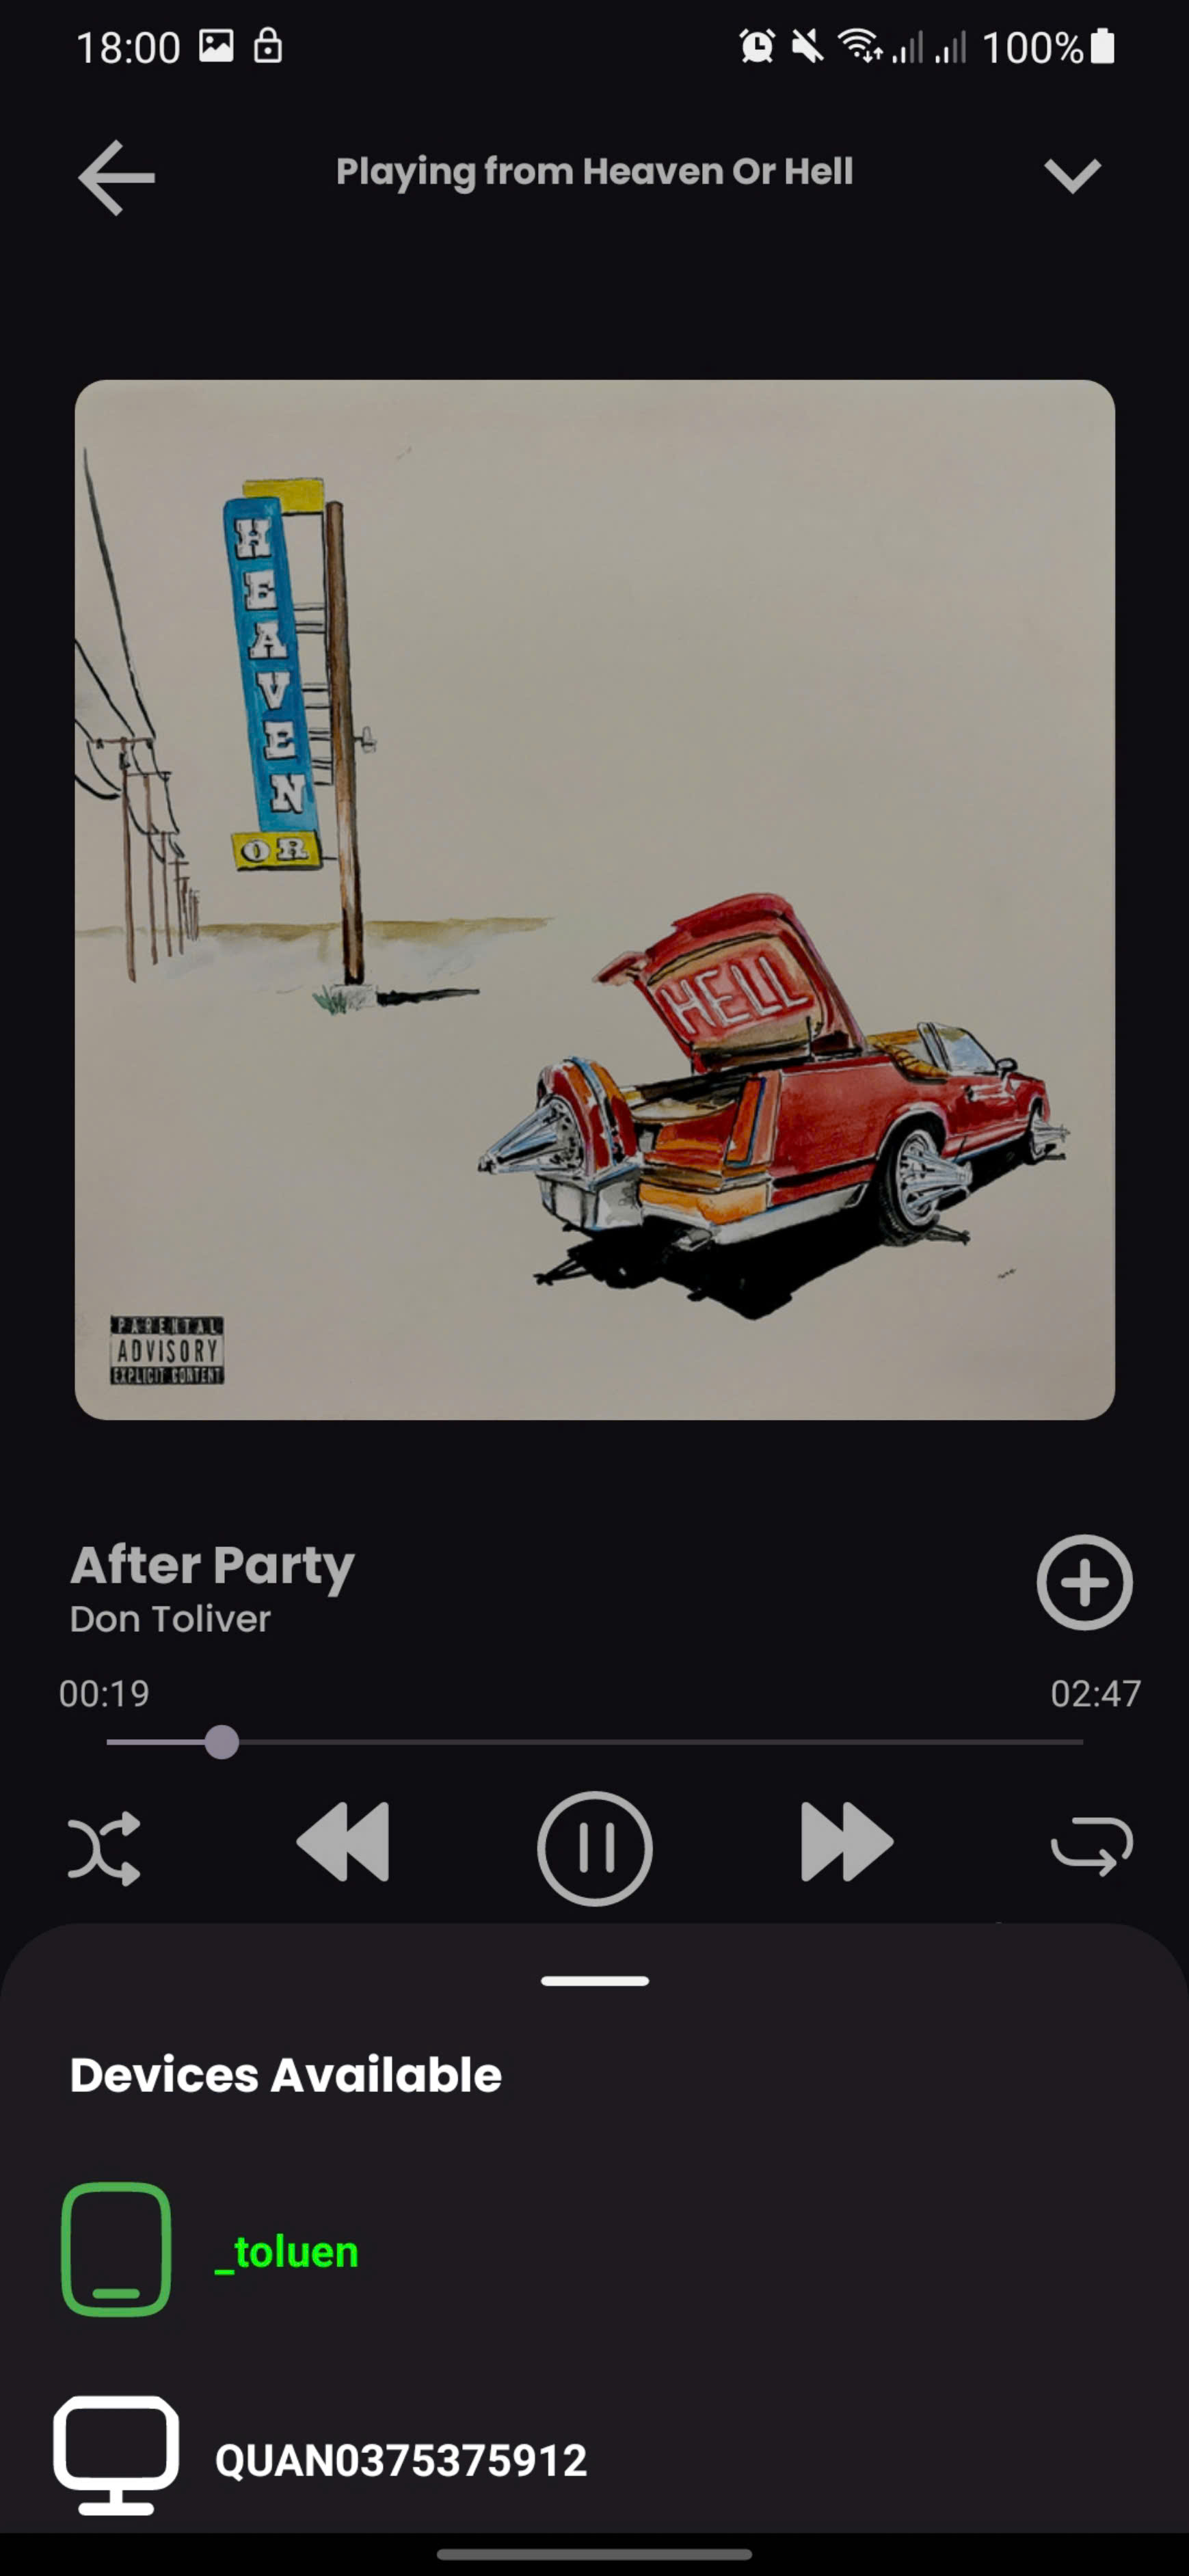 18:00
100%
Playing from Heaven Or Hell
HEAVEN
OR
HELL
PARENTAL
ADVISORY
EXPLICIT CONTENT
After Party
Don Toliver
00:19
02:47
Devices Available
_toluen
QUAN0375375912